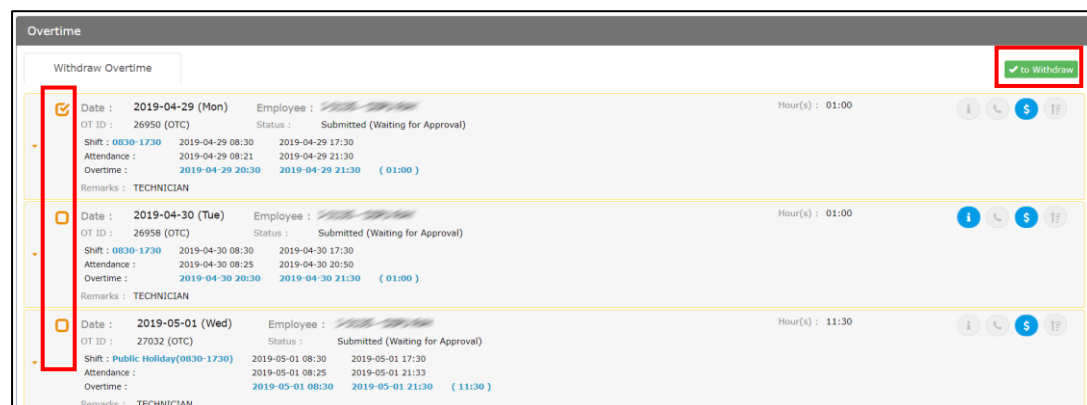 Overtime
Withdraw Overtime
to Withdraw
Date : 2019-04-29 (Mon) Employee : Hour(s) : 01:00
OT ID : 26950 (OTC) Status : Submitted (Waiting for Approval)
Shift : 0830-1730 2019-04-29 08:30 2019-04-29 17:30
Attendance : 2019-04-29 08:21 2019-04-29 21:30
Overtime : 2019-04-29 20:30 2019-04-29 21:30 ( 01:00 )
Remarks : TECHNICIAN
Date : 2019-04-30 (Tue) Employee : Hour(s) : 01:00
OT ID : 26958 (OTC) Status : Submitted (Waiting for Approval)
Shift : 0830-1730 2019-04-30 08:30 2019-04-30 17:30
Attendance : 2019-04-30 08:25 2019-04-30 20:50
Overtime : 2019-04-30 20:30 2019-04-30 21:30 ( 01:00 )
Remarks : TECHNICIAN
Date : 2019-05-01 (Wed) Employee : Hour(s) : 11:30
OT ID : 27032 (OTC) Status : Submitted (Waiting for Approval)
Shift : Public Holiday(0830-1730) 2019-05-01 08:30 2019-05-01 17:30
Attendance : 2019-05-01 08:25 2019-05-01 21:33
Overtime : 2019-05-01 08:30 2019-05-01 21:30 ( 11:30 )
Remarks : TECHNICIAN